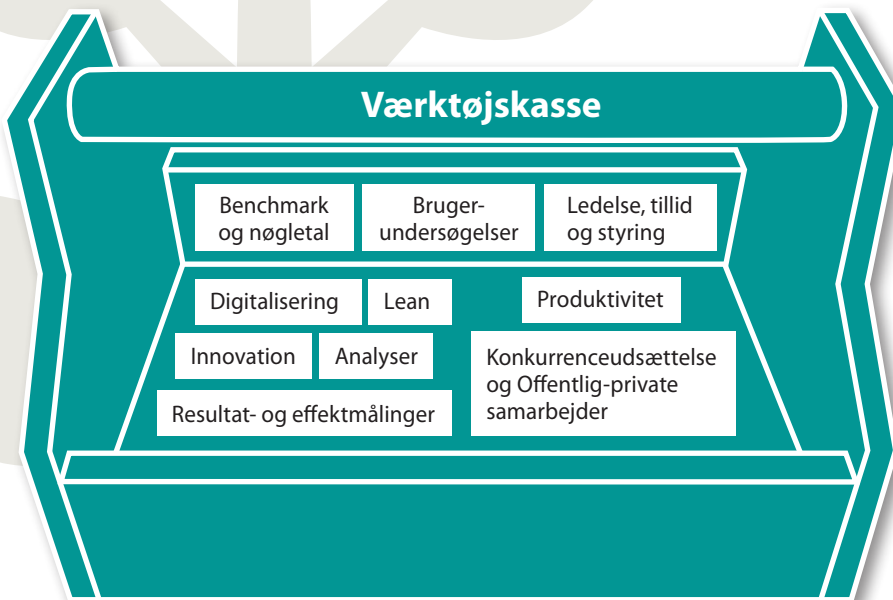 Værktøjskasse
Benchmark
og nøgletal
Bruger-
undersøgelser
Ledelse, tillid
og styring
Digitalisering
Lean
Produktivitet
Innovation
Analyser
Konkurrenceudsættelse
og Offentlig-private
samarbejder
Resultat- og effektmålinger